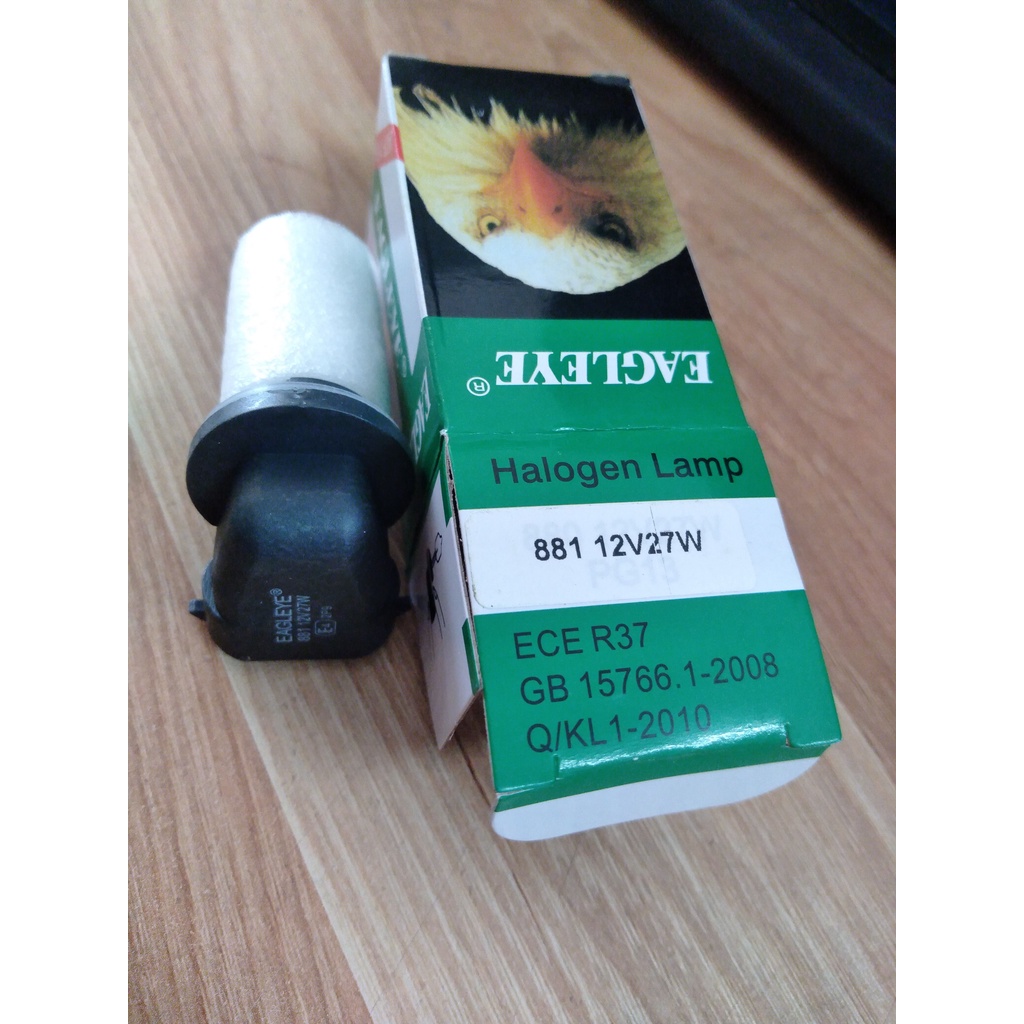 EAGLEYE®
Halogen Lamp
881 12V27W
ECE R37
GB 15766.1-2008
Q/KL1-2010
EAGLEYE®
881 12V27W